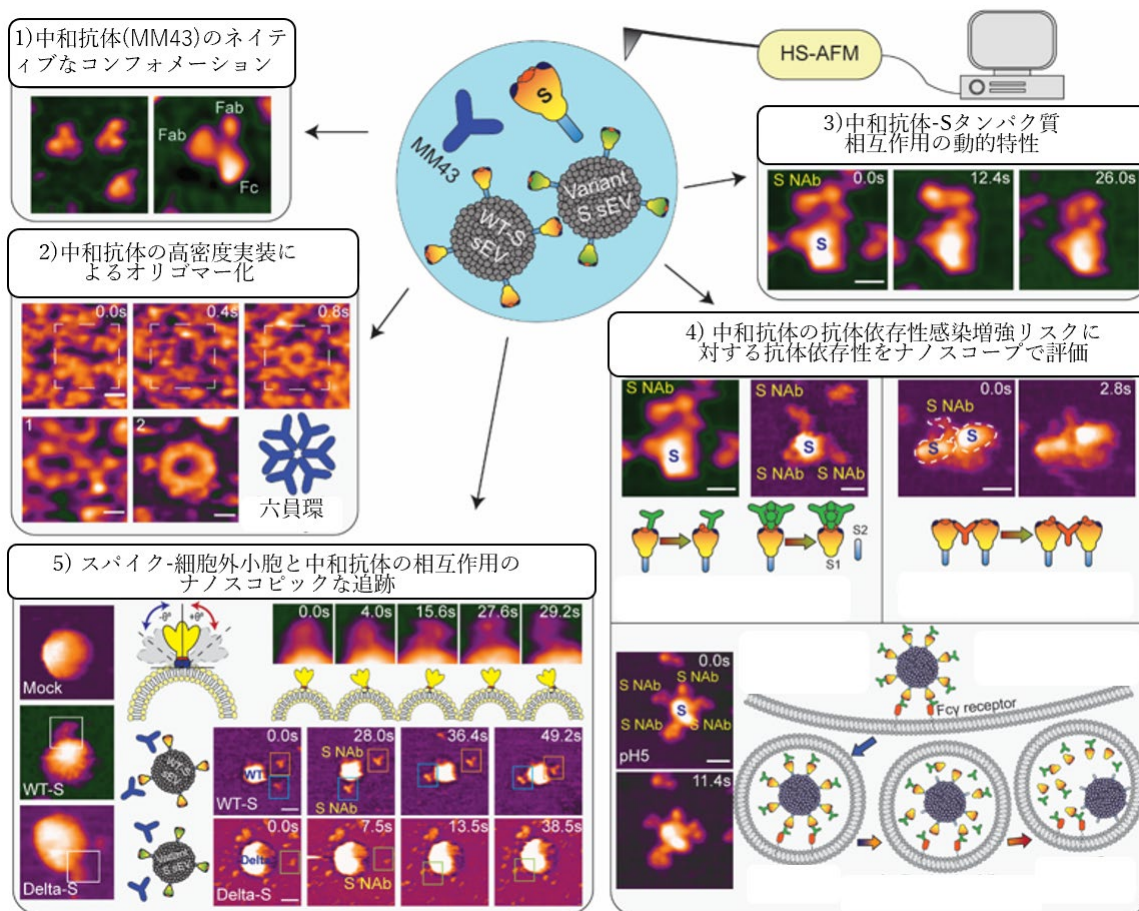 1)中和抗体(MM43)のネイテ
ィブなコンフォメーション
Fab
Fab
Fc
MM43
S
WT-S
sEV
Variant
S sEV
HS-AFM
3)中和抗体-Sタンパク質
相互作用の動的特性
S NAb
0.0s
12.4s
26.0s
S
2)中和抗体の高密度実装に
よるオリゴマー化
0.0s
0.4s
0.8s
1
2
六員環
4) 中和抗体の抗体依存性感染増強リスクに
対する抗体依存性をナノスコープで評価
S NAb
S
S NAb
S
S NAb
S NAb
0.0s
S NAb
S
S
2.8s
S2
S1
0.0s
S NAb
S NAb
S
S NAb
S NAb
pH5
11.4s
Fcγ receptor
5) スパイク-細胞外小胞と中和抗体の相互作用の
ナノスコピックな追跡
Mock
-θ°
+θ°
0.0s
4.0s
15.6s
27.6s
29.2s
WT-S
WT-S
sEV
0.0s
28.0s
36.4s
49.2s
WT
S NAb
S NAb
WT-S
Delta-S
Variant
S sEV
0.0s
7.5s
13.5s
38.5s
Delta
S NAb
Delta-S